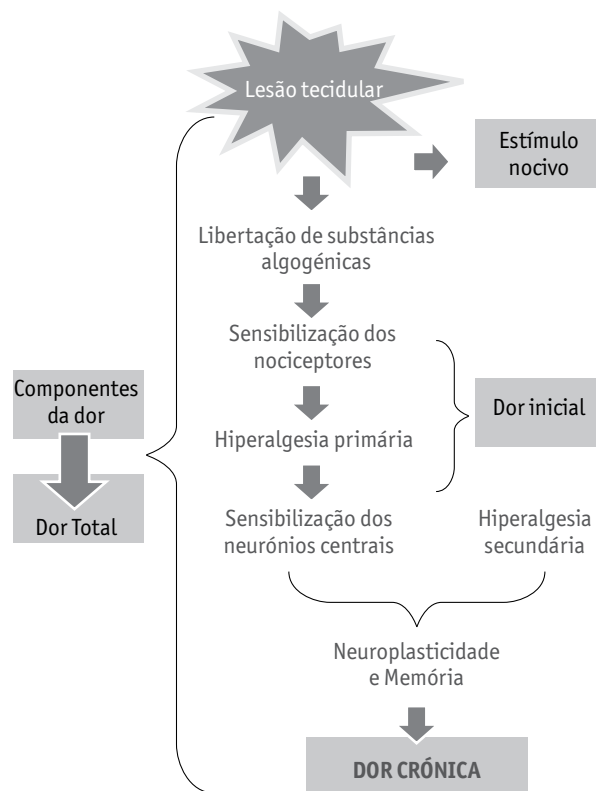 Lesão tecidular
Estímulo
nocivo
Libertação de substâncias
algogénicas
Sensibilização dos
nociceptores
Componentes
da dor
Dor inicial
Hiperalgesia primária
Dor Total
Sensibilização dos
neurónios centrais
Hiperalgesia
secundária
Neuroplasticidade
e Memória
DOR CRÓNICA